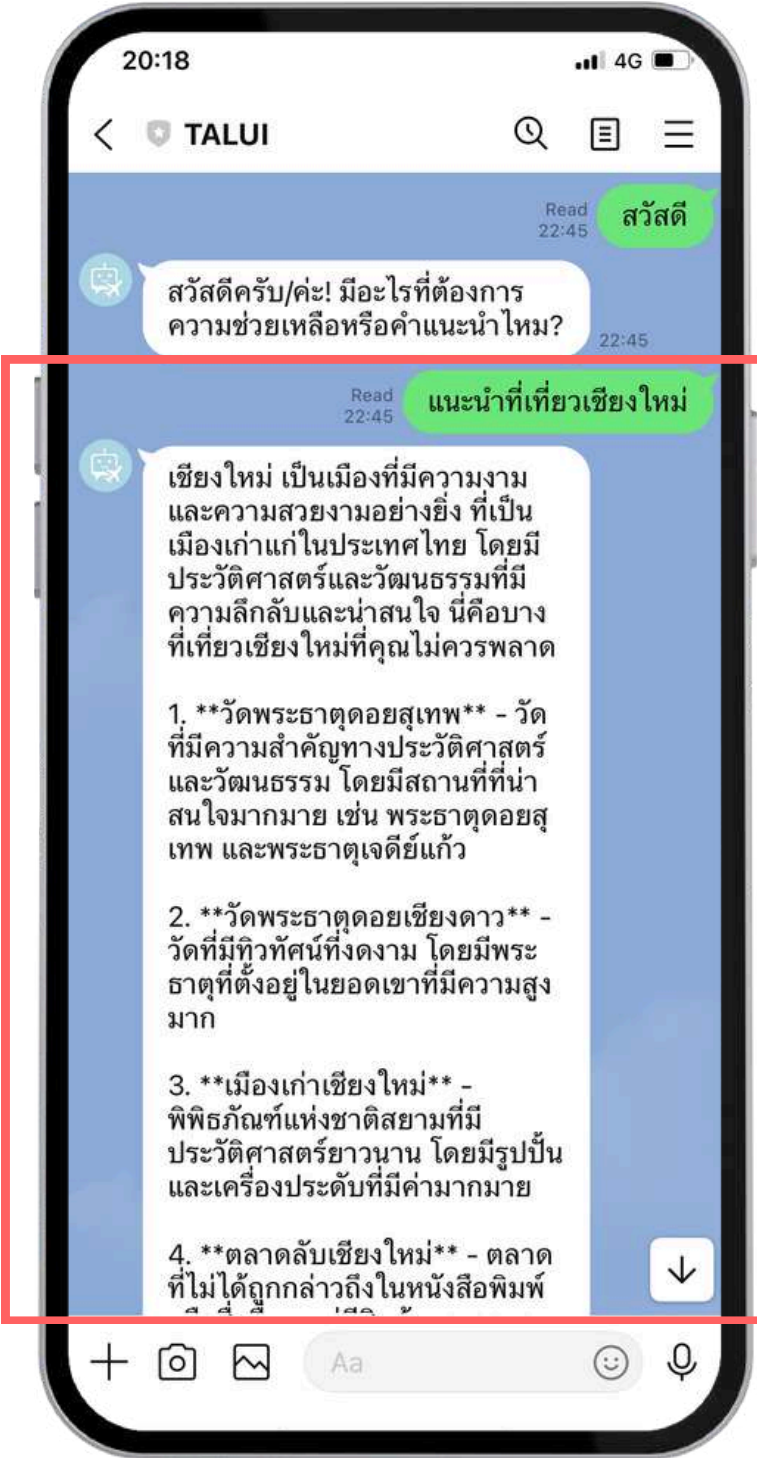 20:18
4G
TALUI
Read
22:45
สวัสดี
สวัสดีครับ/ค่ะ! มีอะไรที่ต้องการ
ความช่วยเหลือหรือคำแนะนำไหม?
22:45
Read
22:45
แนะนำที่เที่ยวเชียงใหม่
เชียงใหม่ เป็นเมืองที่มีความงาม
และความสวยงามอย่างยิ่ง ที่เป็น
เมืองเก่าแก่ในประเทศไทย โดยมี
ประวัติศาสตร์และวัฒนธรรมที่มี
ความลึกลับและน่าสนใจ นี่คือบาง
ที่เที่ยวเชียงใหม่ที่คุณไม่ควรพลาด
1. **วัดพระธาตุดอยสุเทพ** - วัด
ที่มีความสำคัญทางประวัติศาสตร์
และวัฒนธรรม โดยมีสถานที่ที่น่า
สนใจมากมาย เช่น พระธาตุดอยสุ
เทพ และพระธาตุเจดีย์แก้ว
2. **วัดพระธาตุดอยเชียงดาว** -
วัดที่มีทิวทัศน์ที่งดงาม โดยมีพระ
ธาตุที่ตั้งอยู่ในยอดเขาที่มีความสูง
มาก
3. **เมืองเก่าเชียงใหม่** -
พิพิธภัณฑ์แห่งชาติสยามที่มี
ประวัติศาสตร์ยาวนาน โดยมีรูปปั้น
และเครื่องประดับที่มีค่ามากมาย
4. **ตลาดลับเชียงใหม่** - ตลาด
ที่ไม่ได้ถูกกล่าวถึงในหนังสือพิมพ์
Aa